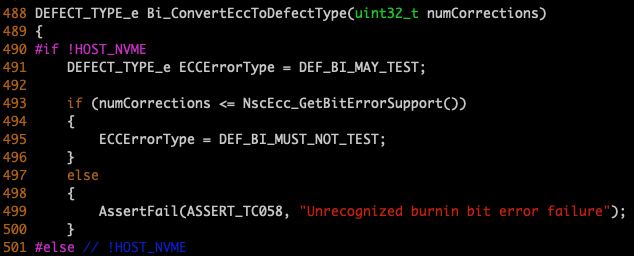 488 DEFECT_TYPE_e Bi_ConvertEccToDefectType(uint32_t numCorrections)
489 {
490 #if !HOST_NVME
491     DEFECT_TYPE_e ECCErrorType = DEF_BI_MAY_TEST;
492
493     if (numCorrections <= NscEcc_GetBitErrorSupport())
494     {
495         ECCErrorType = DEF_BI_MUST_NOT_TEST;
496     }
497     else
498     {
499         AssertFail(ASSERT_TC058, "Unrecognized burnin bit error failure");
500     }
501 #else // !HOST_NVME